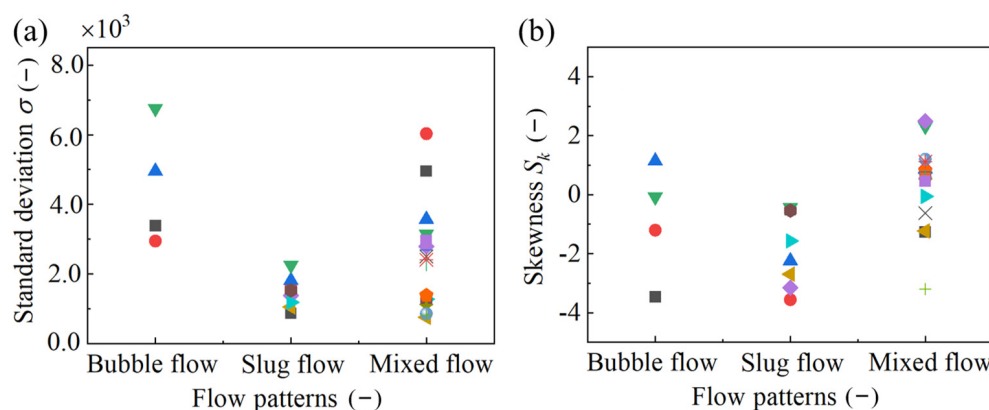 (a)
×10³
8.0
6.0
4.0
2.0
0.0
Standard deviation σ (−)
Bubble flow
Slug flow
Mixed flow
Flow patterns (−)
(b)
4
2
0
-2
-4
Skewness Sₖ (−)
Bubble flow
Slug flow
Mixed flow
Flow patterns (−)